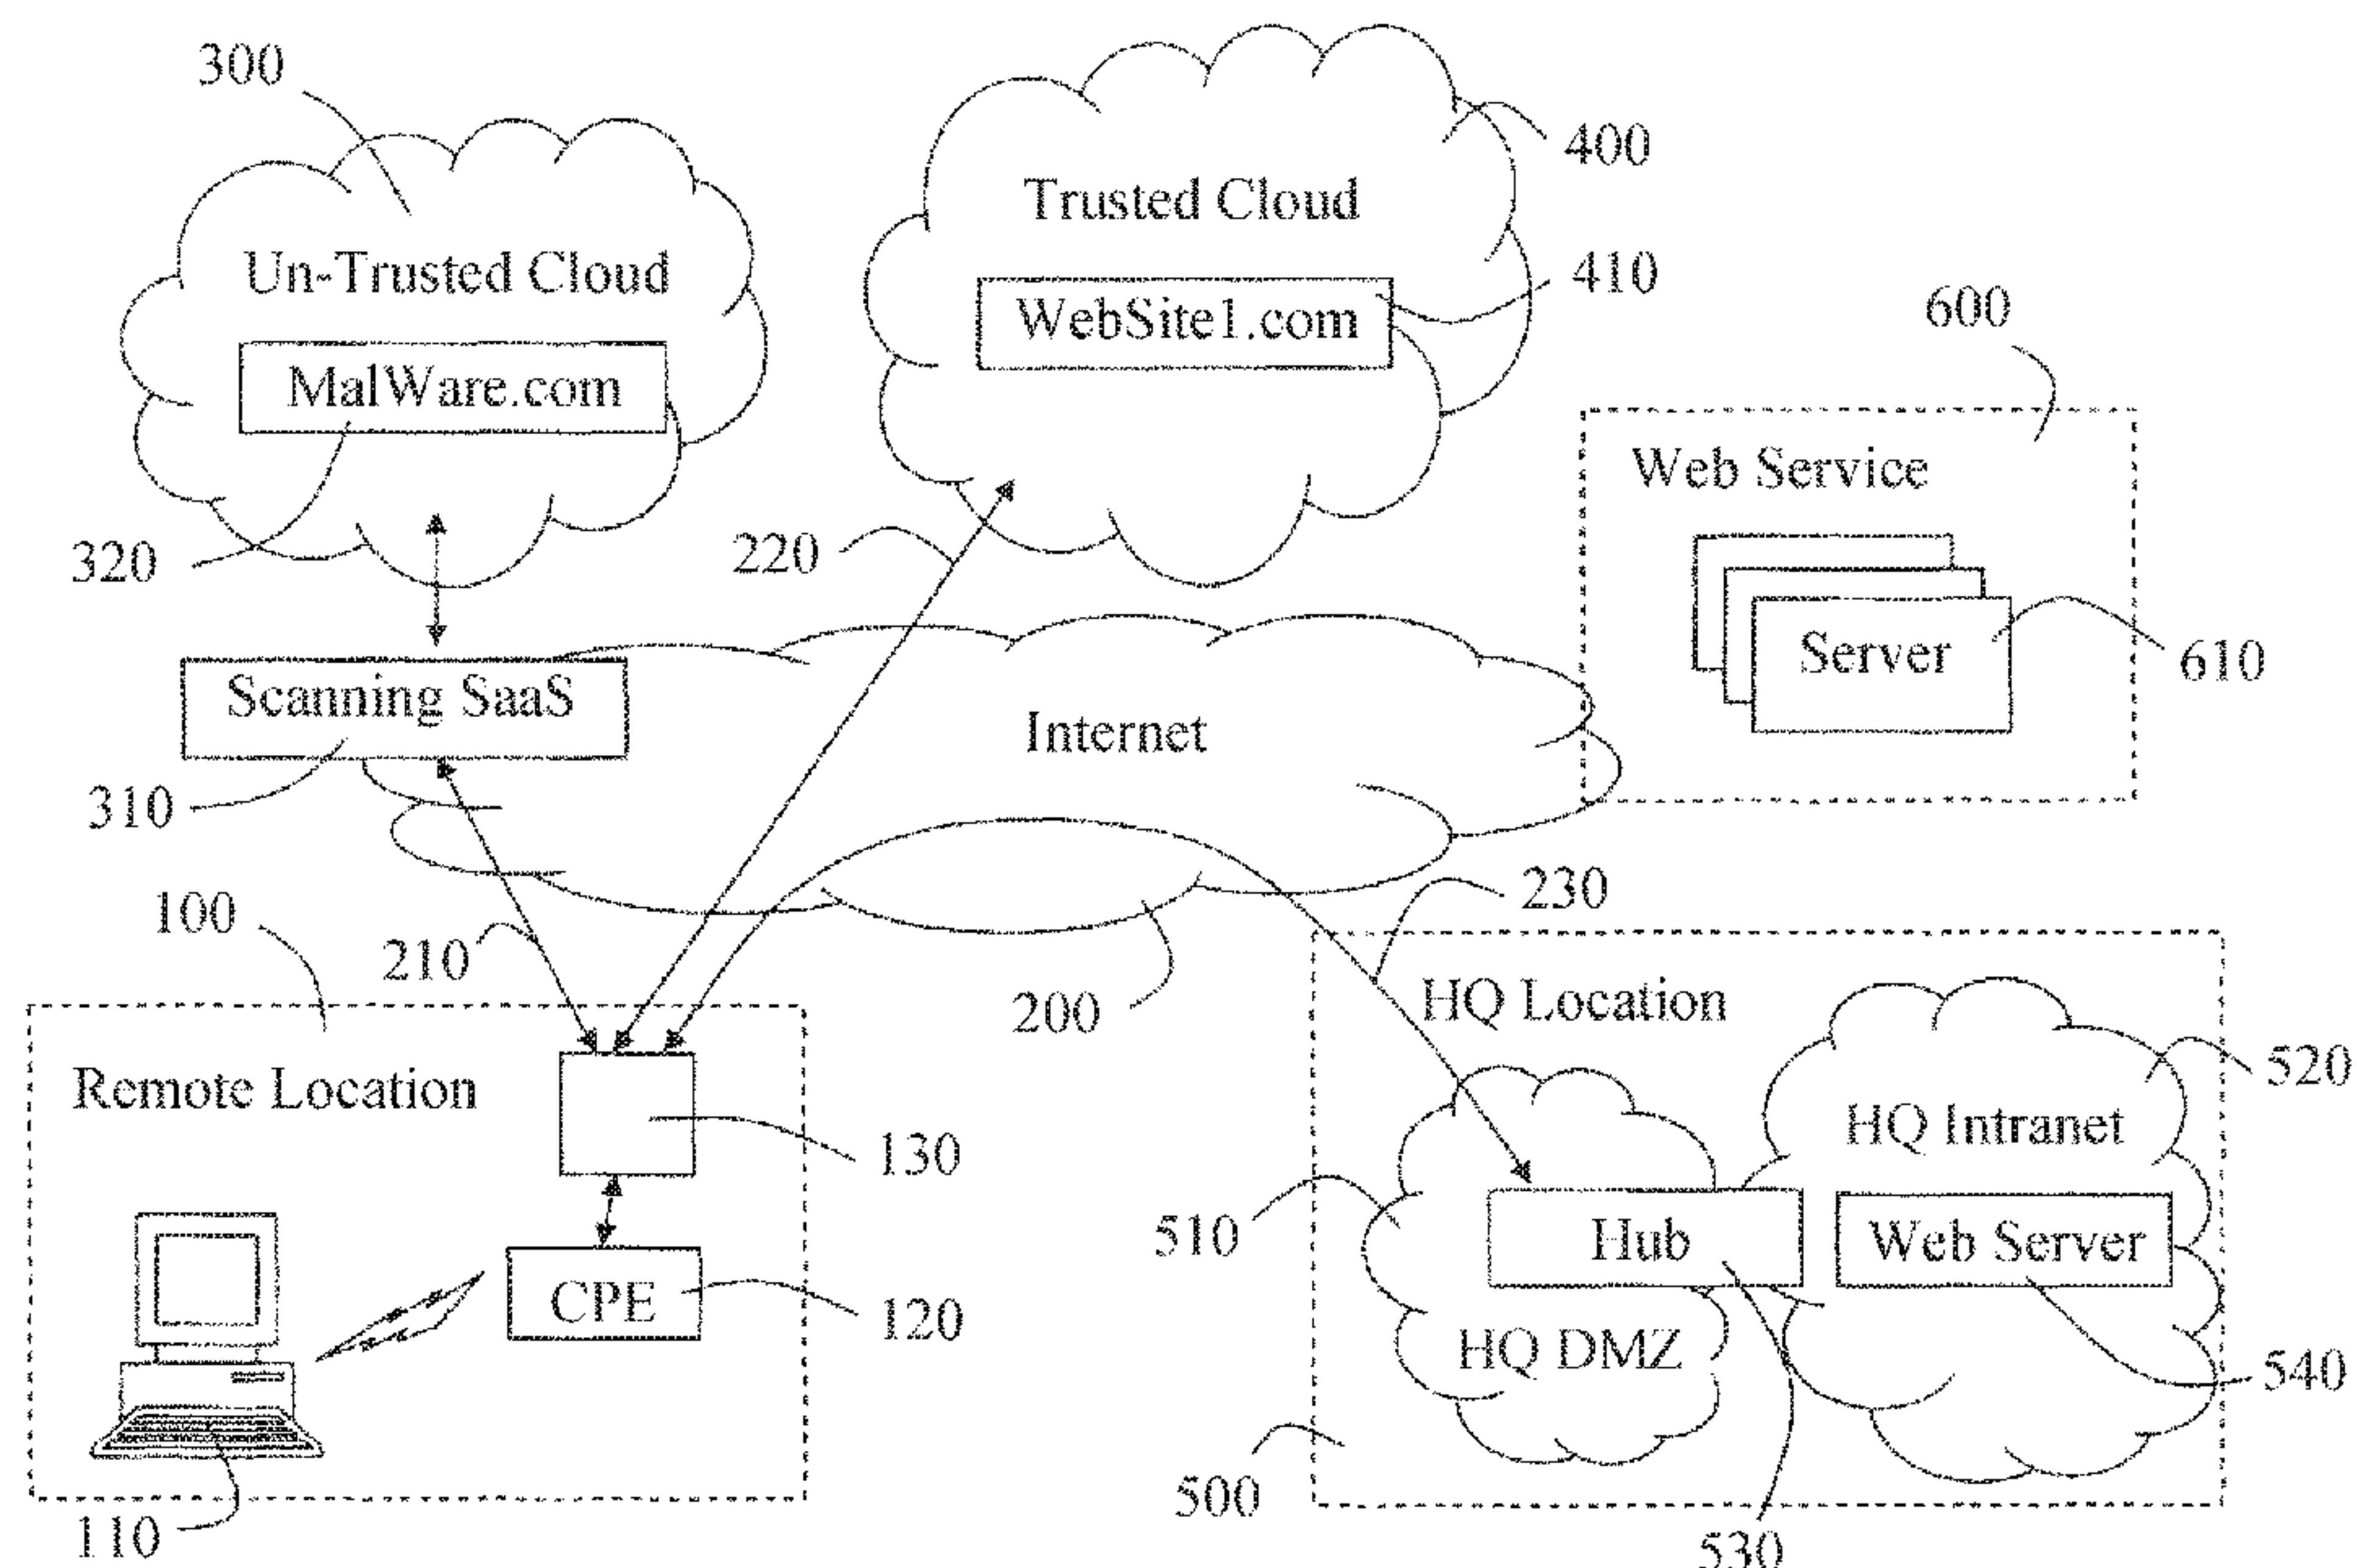 300
400
Trusted Cloud
Un-Trusted Cloud
410
WebSite1.com
600
MalWare.com
Web Service
320
220
Server
610
Scanning SaaS
Internet
310
230
100
210
200
HQ Location
Remote Location
520
HQ Intranet
130
510
Hub
Web Server
CPE
120
HQ DMZ
540
500
110
530